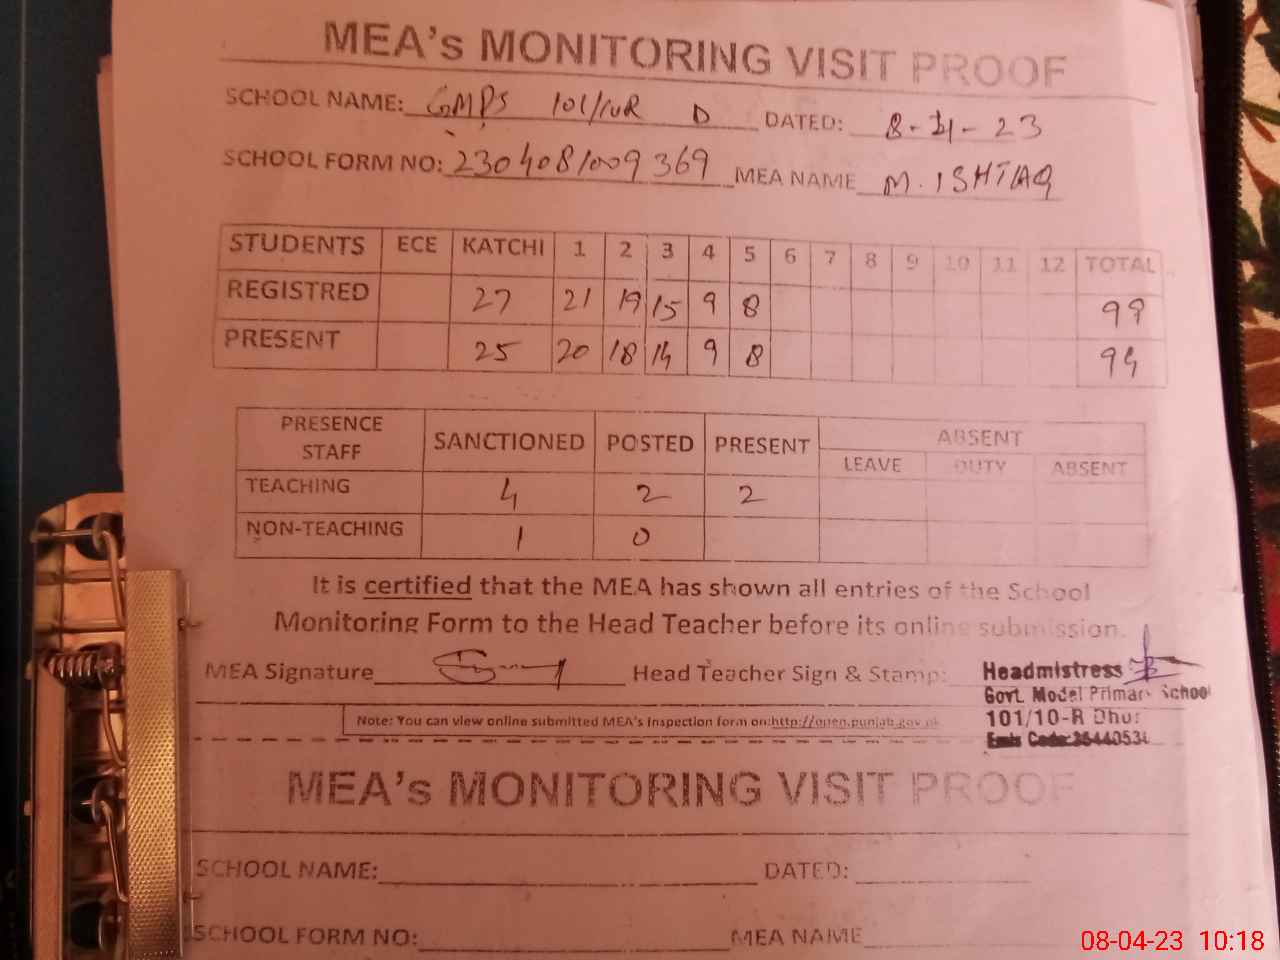 MEA's MONITORING VISIT PROOF
SCHOOL NAME: GMPS 101/10R D DATED: 8-4-23
SCHOOL FORM NO: 2304081009369 MEA NAME M. ISHTIAQ
STUDENTS ECE KATCHI 1 2 3 4 5 6 7 8 9 10 11 12 TOTAL
REGISTRED 27 21 19 15 9 8 99
PRESENT 25 20 18 14 9 8 94
PRESENCE STAFF SANCTIONED POSTED PRESENT ABSENT
LEAVE DUTY ABSENT
TEACHING 4 2 2
NON-TEACHING 1 0
It is certified that the MEA has shown all entries of the School
Monitoring Form to the Head Teacher before its online submission.
MEA Signature Head Teacher Sign & Stamp: Headmistress
Govt. Model Primary School
Note: You can view online submitted MEA's Inspection form on:http://open.punjab.gov.pk 101/10-R Dhur
Emis Code:
MEA's MONITORING VISIT PROOF
SCHOOL NAME: DATED:
SCHOOL FORM NO: MEA NAME
08-04-23 10:18